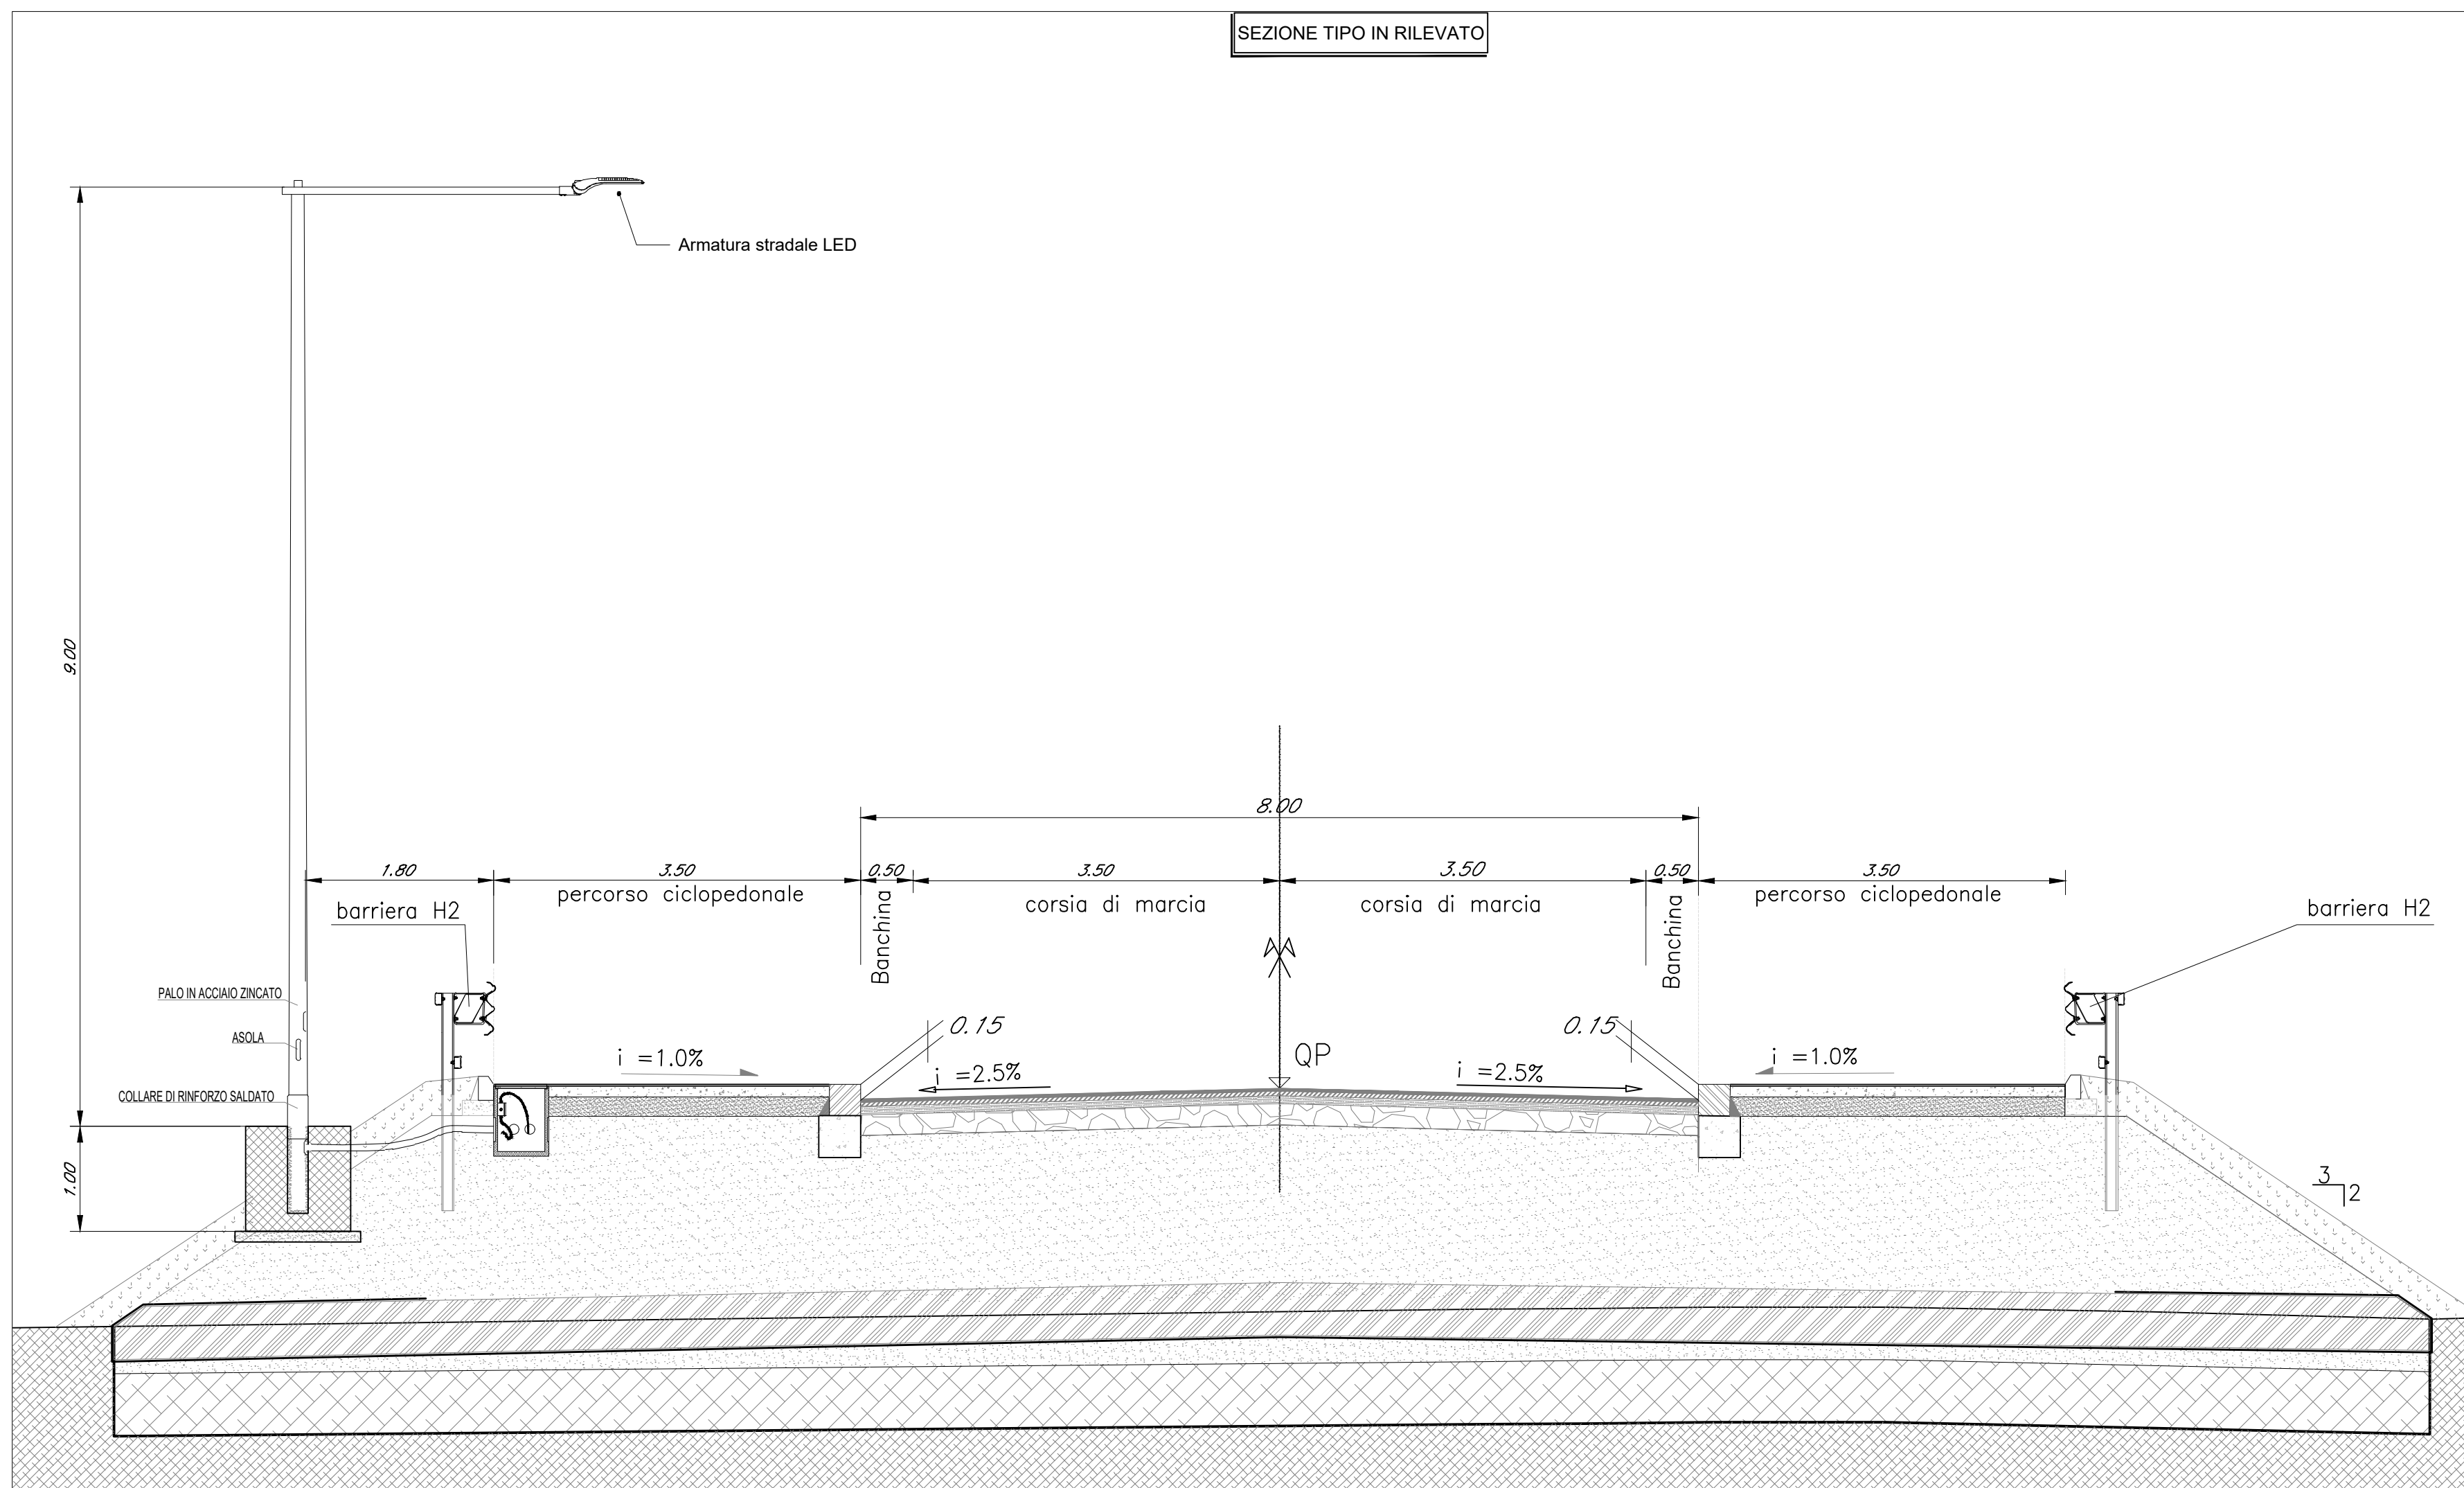 SEZIONE TIPO IN RILEVATO
Armatura stradale LED
9.00
8.00
1.80
3.50
0.50
3.50
3.50
0.50
3.50
percorso ciclopedonale
Banchina
corsia di marcia
corsia di marcia
Banchina
percorso ciclopedonale
barriera H2
barriera H2
PALO IN ACCIAIO ZINCATO
ASOLA
COLLARE DI RINFORZO SALDATO
0.15
0.15
QP
i =1.0%
i =2.5%
i =2.5%
i =1.0%
1.00
3
2